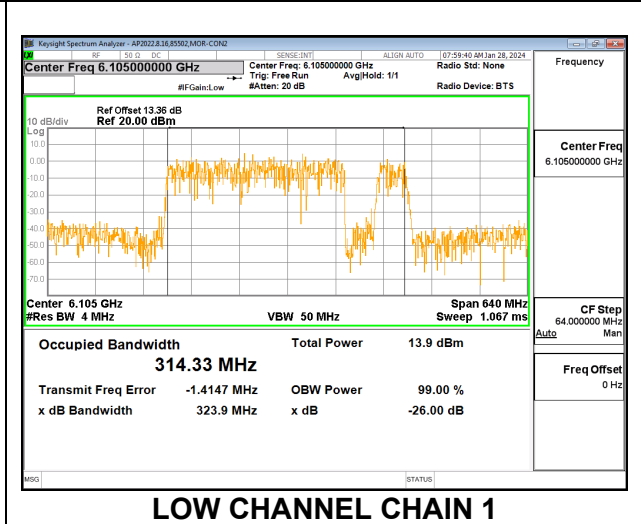 Keysight Spectrum Analyzer - AP2022.8.16,85502,MOR-CON2
RF 50 Ω DC SENSE:INT ALIGN AUTO 07:59:40 AM Jan 28, 2024
Center Freq 6.105000000 GHz Center Freq: 6.105000000 GHz Radio Std: None Frequency
Trig: Free Run Avg|Hold: 1/1
#IFGain:Low #Atten: 20 dB Radio Device: BTS
Ref Offset 13.36 dB
10 dB/div Ref 20.00 dBm
Log
10.0
0.00
-10.0
-20.0
-30.0
-40.0
-50.0
-60.0
-70.0
Center Freq
6.105000000 GHz
Center 6.105 GHz Span 640 MHz
#Res BW 4 MHz VBW 50 MHz Sweep 1.067 ms
CF Step
64.000000 MHz
Auto Man
Occupied Bandwidth Total Power 13.9 dBm
314.33 MHz
Freq Offset
0 Hz
Transmit Freq Error -1.4147 MHz OBW Power 99.00 %
x dB Bandwidth 323.9 MHz x dB -26.00 dB
MSG STATUS
LOW CHANNEL CHAIN 1